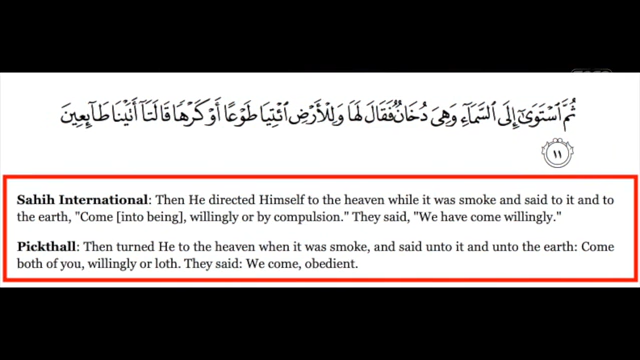 ثُمَّ ٱسْتَوَىٰٓ إِلَى ٱلسَّمَآءِ وَهِىَ دُخَانٌ فَقَالَ لَهَا وَلِلْأَرْضِ ٱئْتِيَا طَوْعًا أَوْ كَرْهًا قَالَتَآ أَتَيْنَا طَآئِعِينَ
١١
Sahih International: Then He directed Himself to the heaven while it was smoke and said to it and to
the earth, "Come [into being], willingly or by compulsion." They said, "We have come willingly."
Pickthall: Then turned He to the heaven when it was smoke, and said unto it and unto the earth: Come
both of you, willingly or loth. They said: We come, obedient.